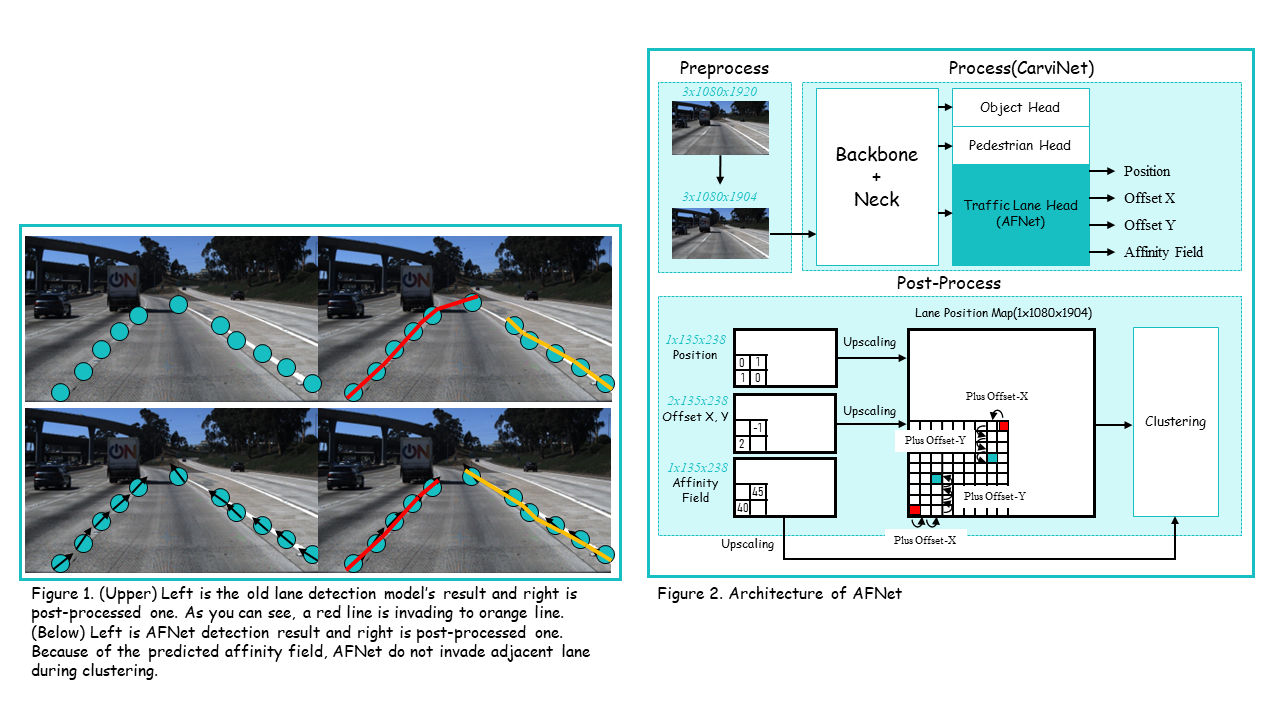 ON
ON
ON
ON
Figure 1. (Upper) Left is the old lane detection model's result and right is
post-processed one. As you can see, a red line is invading to orange line.
(Below) Left is AFNet detection result and right is post-processed one.
Because of the predicted affinity field, AFNet do not invade adjacent lane
during clustering.
Preprocess
3x1080x1920
3x1080x1904
Process(CarviNet)
Backbone
+
Neck
Object Head
Pedestrian Head
Traffic Lane Head
(AFNet)
Position
Offset X
Offset Y
Affinity Field
Post-Process
Lane Position Map(1x1080x1904)
1x135x238
Position
0 1
1 0
Upscaling
2x135x238
Offset X, Y
-1
2
Upscaling
1x135x238
Affinity
Field
45
40
Upscaling
Plus Offset-X
Plus Offset-Y
Plus Offset-Y
Plus Offset-X
Clustering
Figure 2. Architecture of AFNet